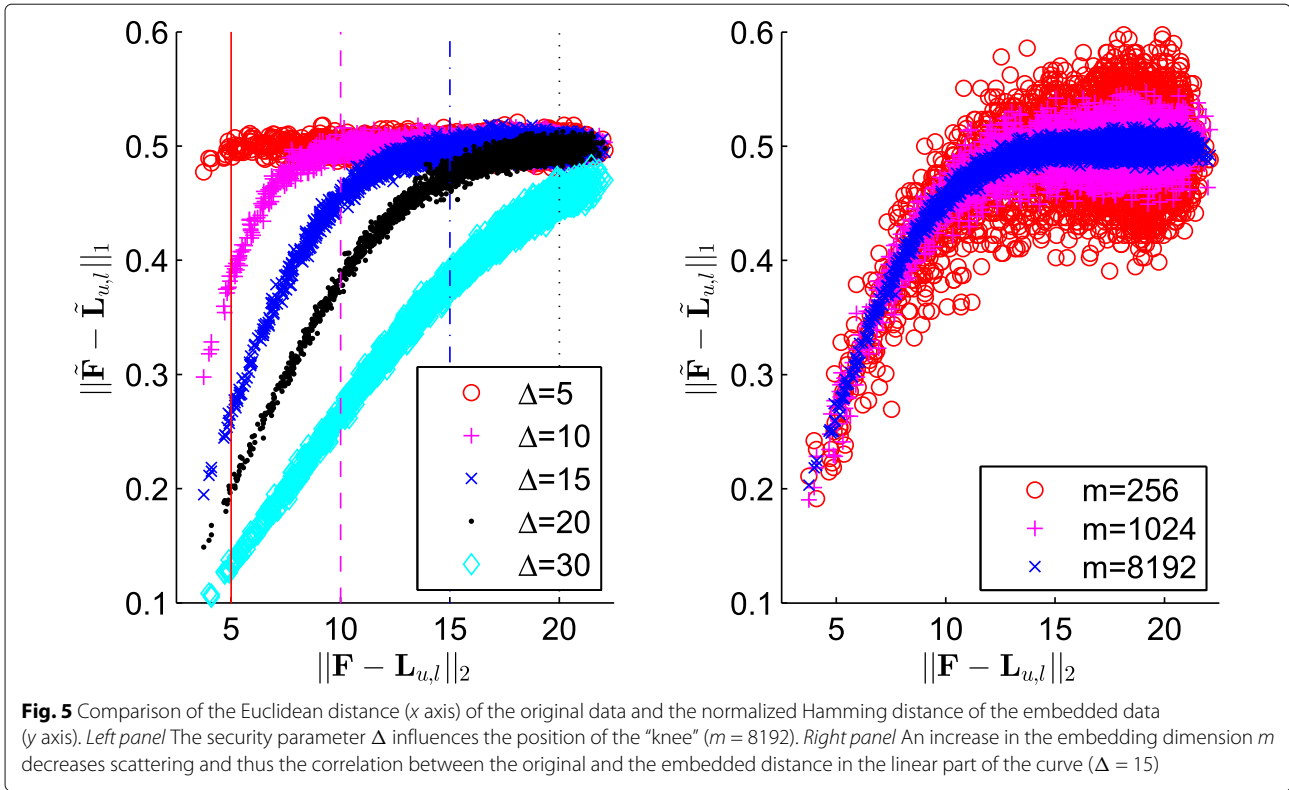 0.6
0.5
0.4
0.3
0.2
0.1
||F̃ − L̃u,l||1
5
10
15
20
||F − Lu,l||2
Δ=5
Δ=10
Δ=15
Δ=20
Δ=30
0.6
0.5
0.4
0.3
0.2
0.1
||F̃ − L̃u,l||1
5
10
15
20
||F − Lu,l||2
m=256
m=1024
m=8192
Fig. 5 Comparison of the Euclidean distance (x axis) of the original data and the normalized Hamming distance of the embedded data
(y axis). Left panel The security parameter Δ influences the position of the “knee” (m = 8192). Right panel An increase in the embedding dimension m
decreases scattering and thus the correlation between the original and the embedded distance in the linear part of the curve (Δ = 15)